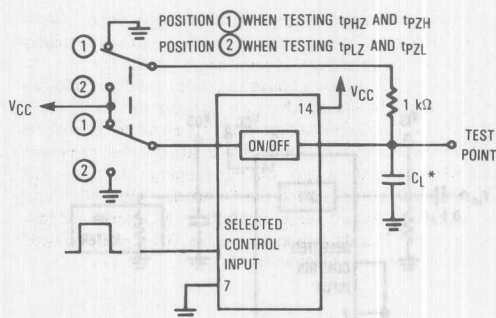 POSITION ① WHEN TESTING tPHZ AND tPZH
POSITION ② WHEN TESTING tPLZ AND tPZL
①
②
VCC
①
②
14
VCC
1 kΩ
ON/OFF
TEST
POINT
CL*
SELECTED
CONTROL
INPUT
7